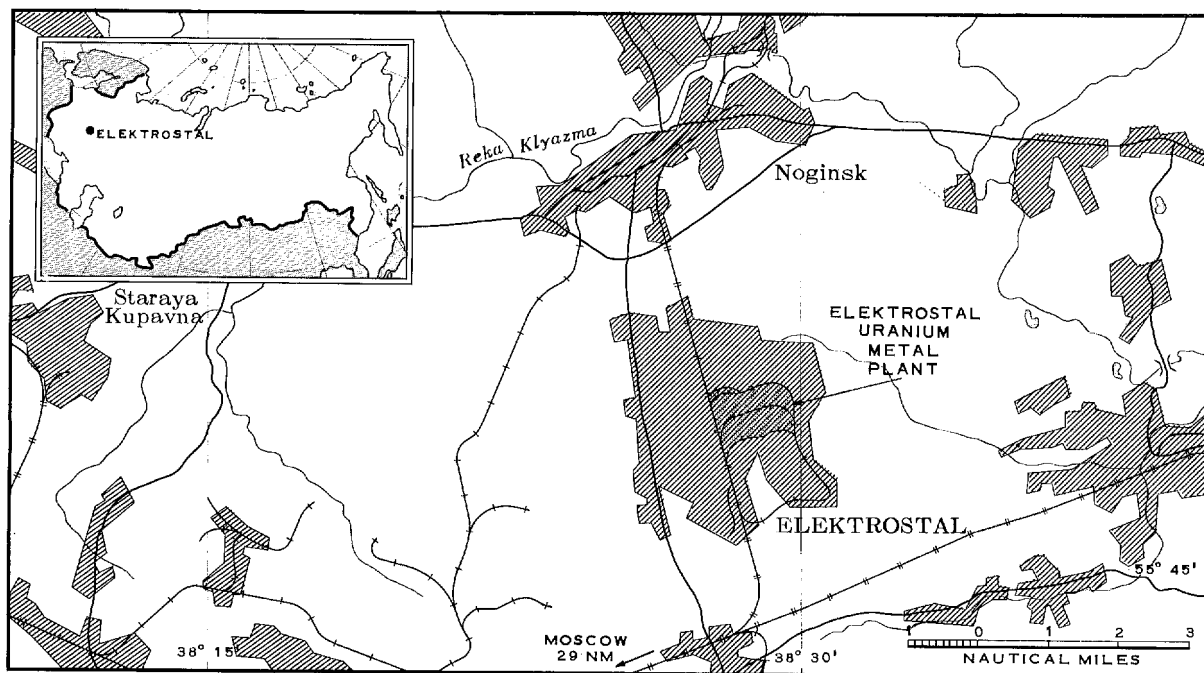 ELEKTROSTAL
Reka Klyazma
Noginsk
Staraya
Kupavna
ELEKTROSTAL
URANIUM
METAL
PLANT
ELEKTROSTAL
55° 45'
38° 15'
MOSCOW
29 NM
38° 30'
1 0 1 2 3
NAUTICAL MILES